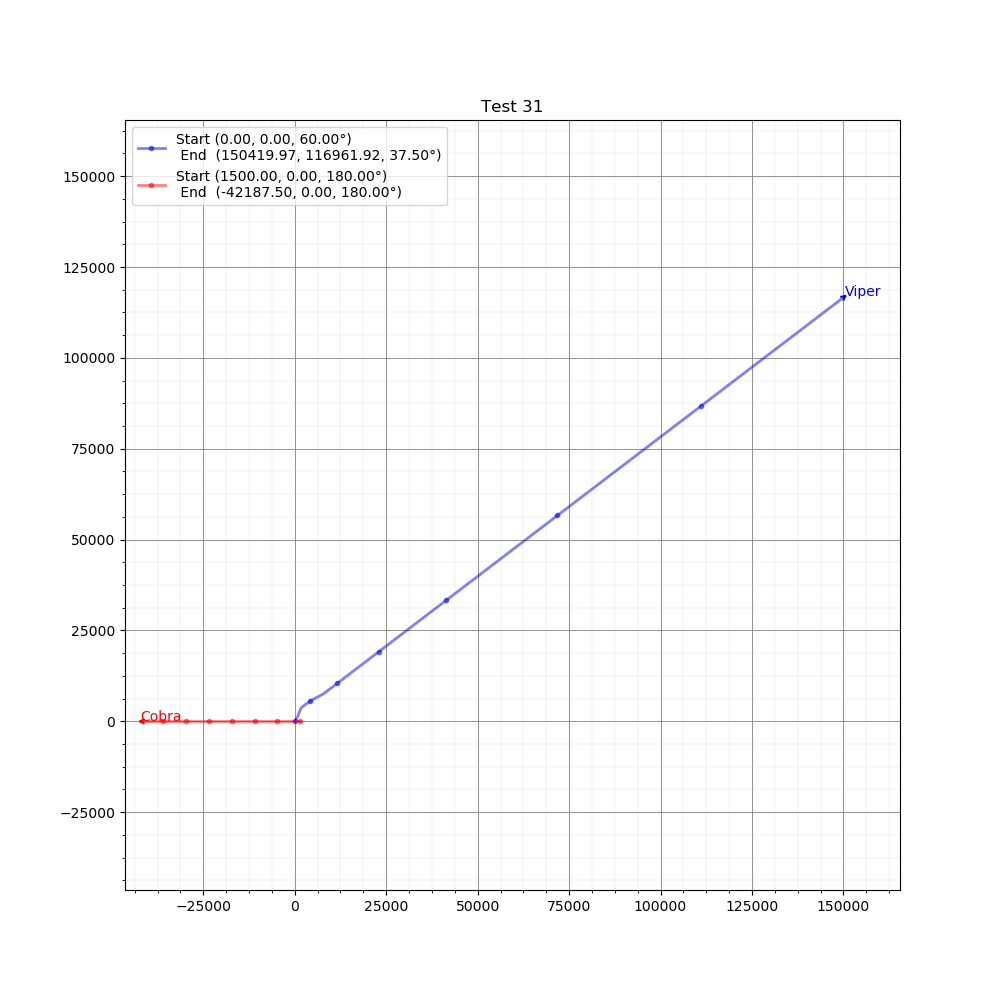 Test 31
Start (0.00, 0.00, 60.00°)
End (150419.97, 116961.92, 37.50°)
Start (1500.00, 0.00, 180.00°)
End (-42187.50, 0.00, 180.00°)
150000
125000
100000
75000
50000
25000
0
−25000
Viper
Cobra
−25000 0 25000 50000 75000 100000 125000 150000